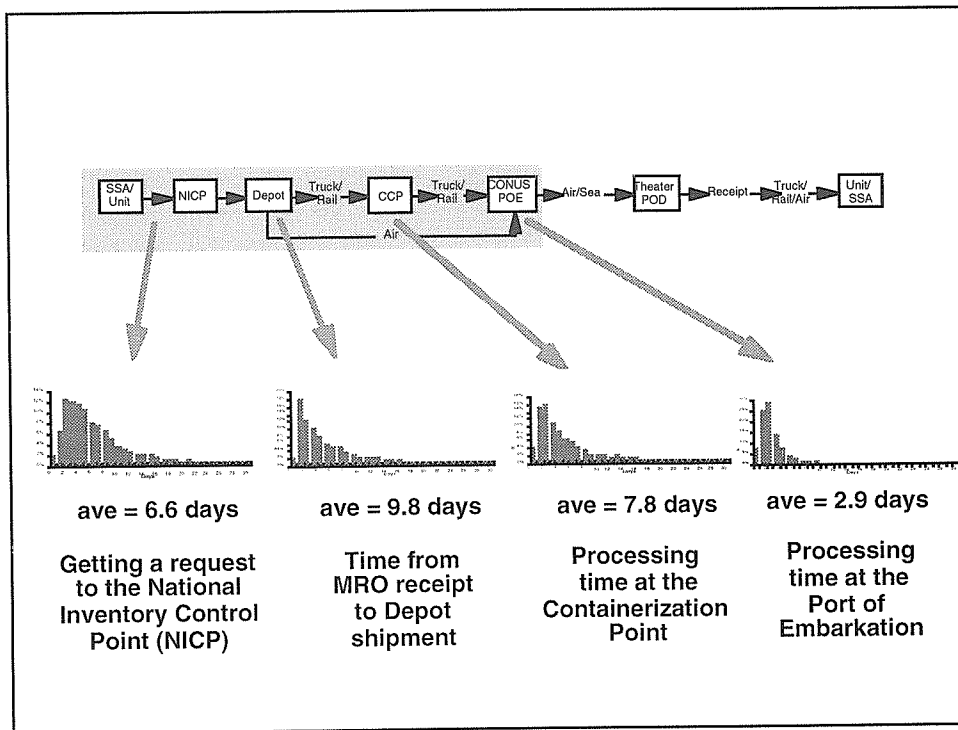 SSA/
Unit
NICP
Depot
Truck/
Rail
CCP
Truck/
Rail
CONUS
POE
Air/Sea
Theater
POD
Receipt
Truck/
Rail/Air
Unit/
SSA
Air
ave = 6.6 days
ave = 9.8 days
ave = 7.8 days
ave = 2.9 days
Getting a request
to the National
Inventory Control
Point (NICP)
Time from
MRO receipt
to Depot
shipment
Processing
time at the
Containerization
Point
Processing
time at the
Port of
Embarkation